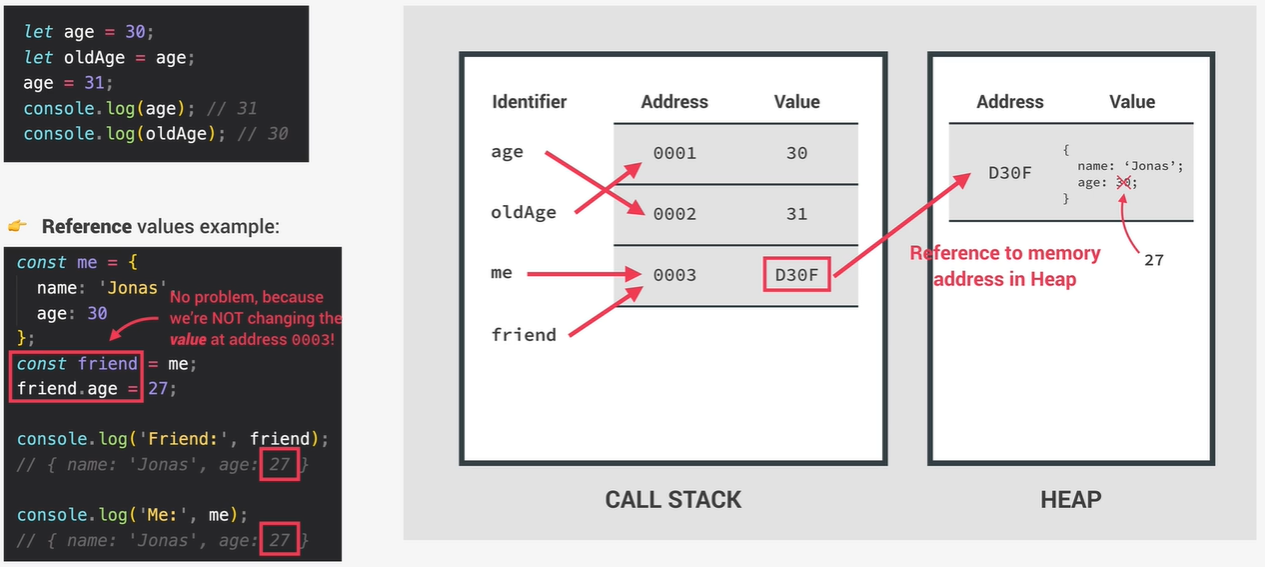 let age = 30;
let oldAge = age;
age = 31;
console.log(age); // 31
console.log(oldAge); // 30
👉 Reference values example:
const me = {
name: 'Jonas',
age: 30
};
const friend = me;
friend.age = 27;
console.log('Friend:', friend);
// { name: 'Jonas', age: 27 }
console.log('Me:', me);
// { name: 'Jonas', age: 27 }
No problem, because
we're NOT changing the
value at address 0003!
Identifier Address Value
age 0001 30
oldAge 0002 31
me 0003 D30F
friend
CALL STACK
Address Value
D30F
{
name: ‘Jonas’;
age: 30;
}
27
Reference to memory
address in Heap
HEAP